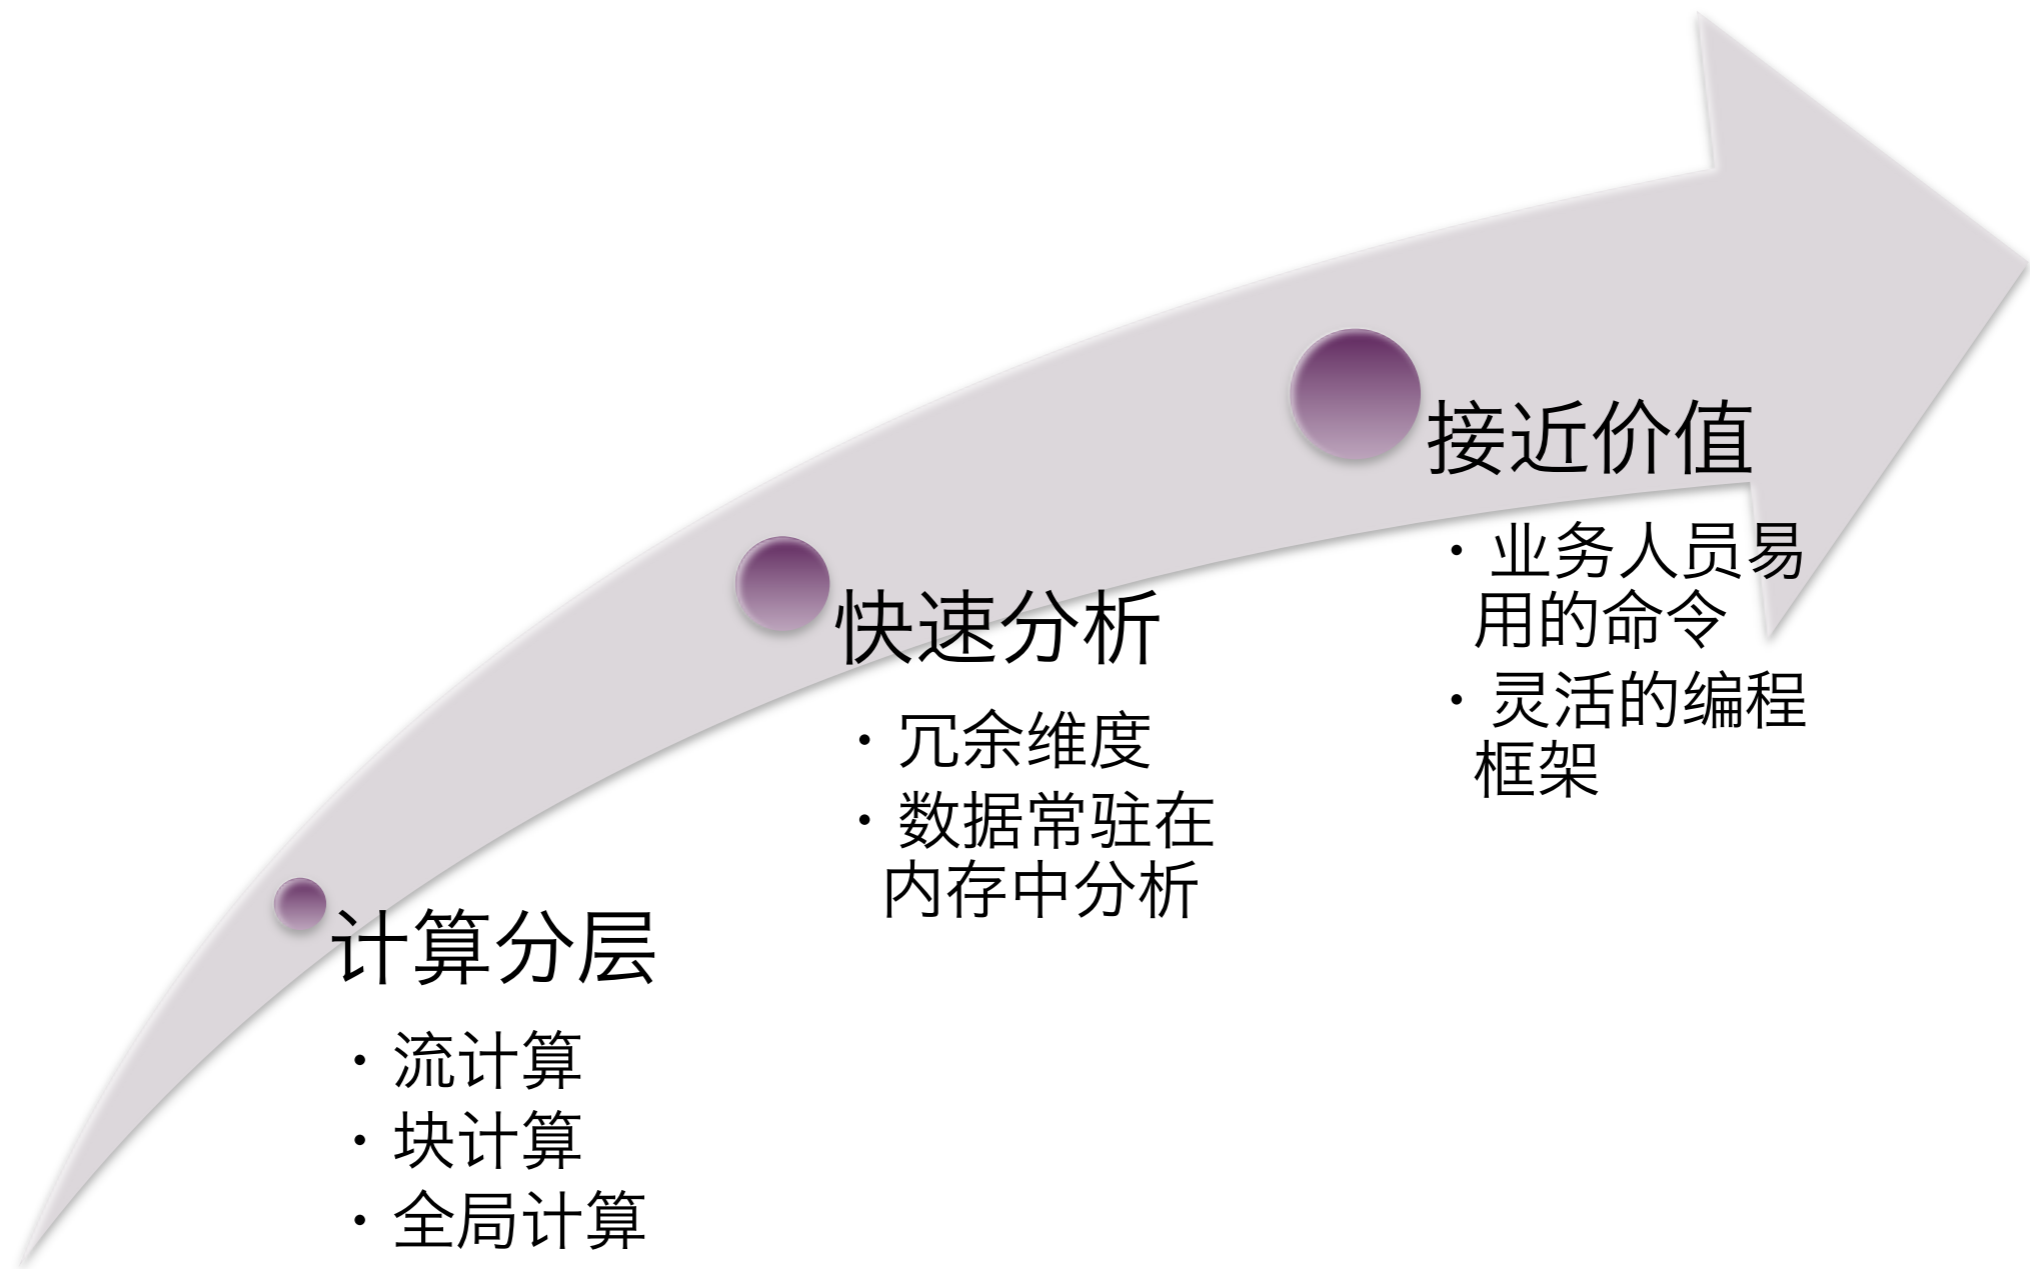 计算分层
・流计算
・块计算
・全局计算
快速分析
・冗余维度
・数据常驻在
内存中分析
接近价值
・业务人员易
用的命令
・灵活的编程
框架